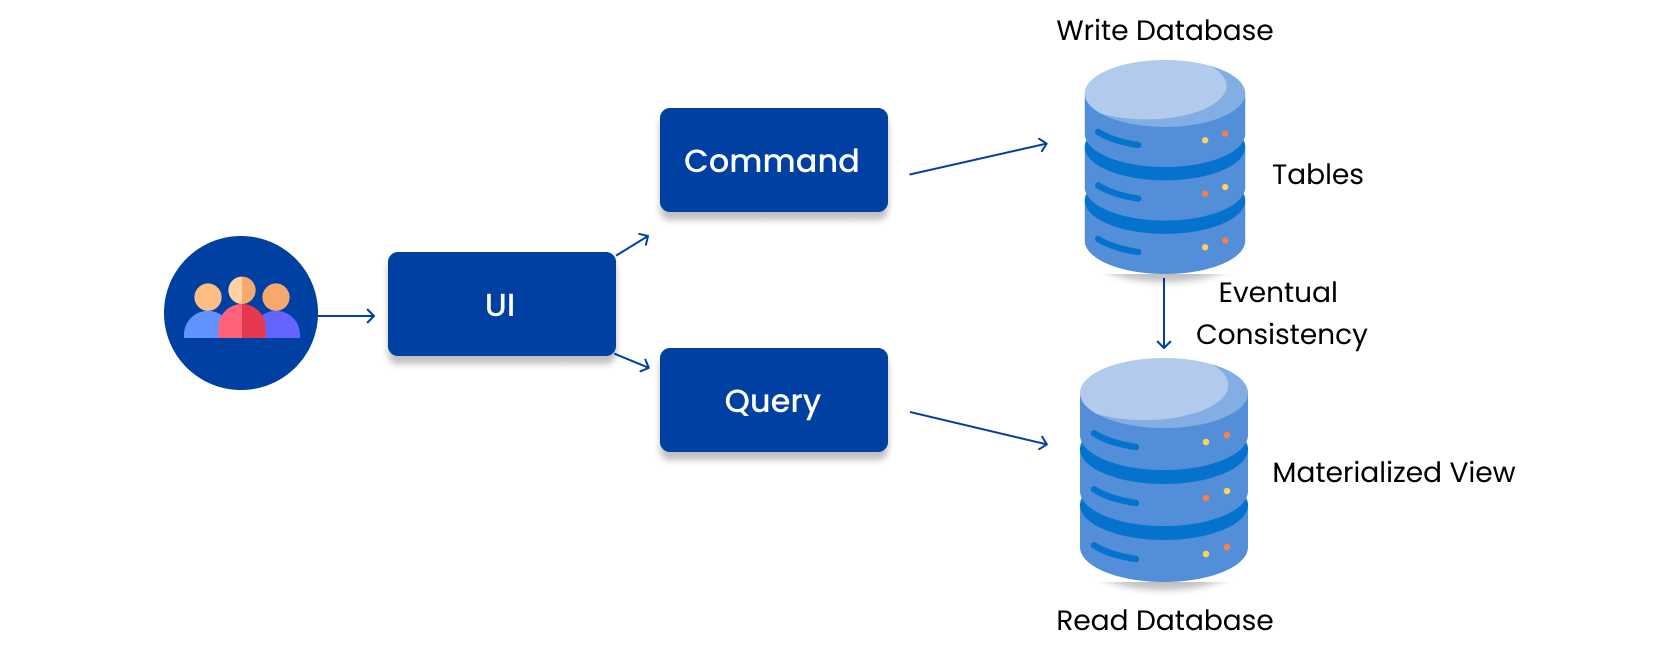 Write Database
Command
Tables
UI
Eventual
Consistency
Query
Materialized View
Read Database